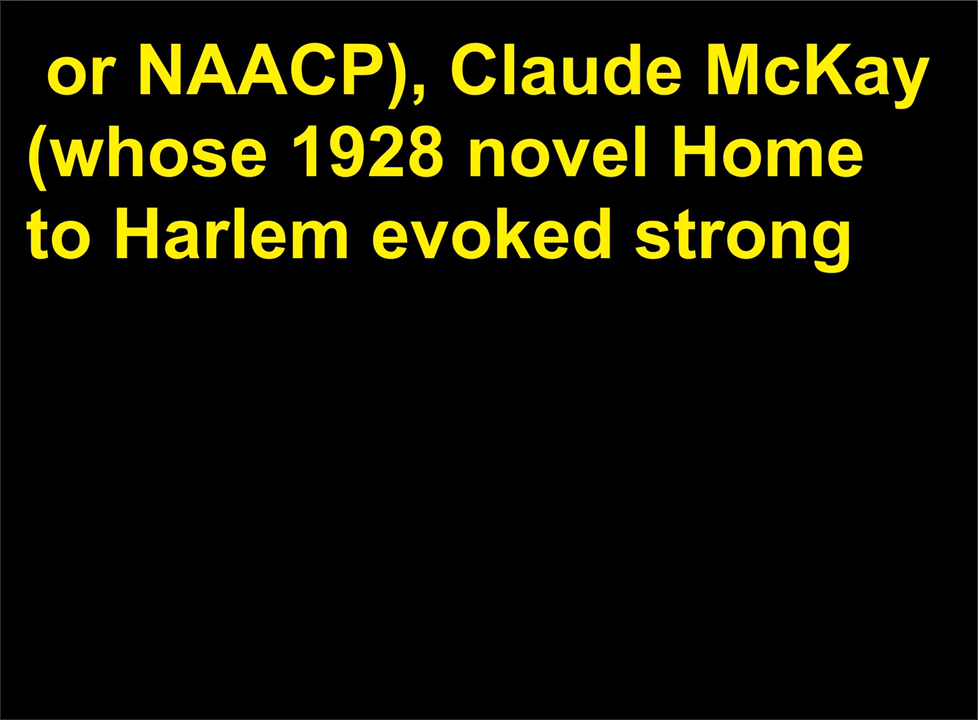 or NAACP), Claude McKay
(whose 1928 novel Home
to Harlem evoked strong